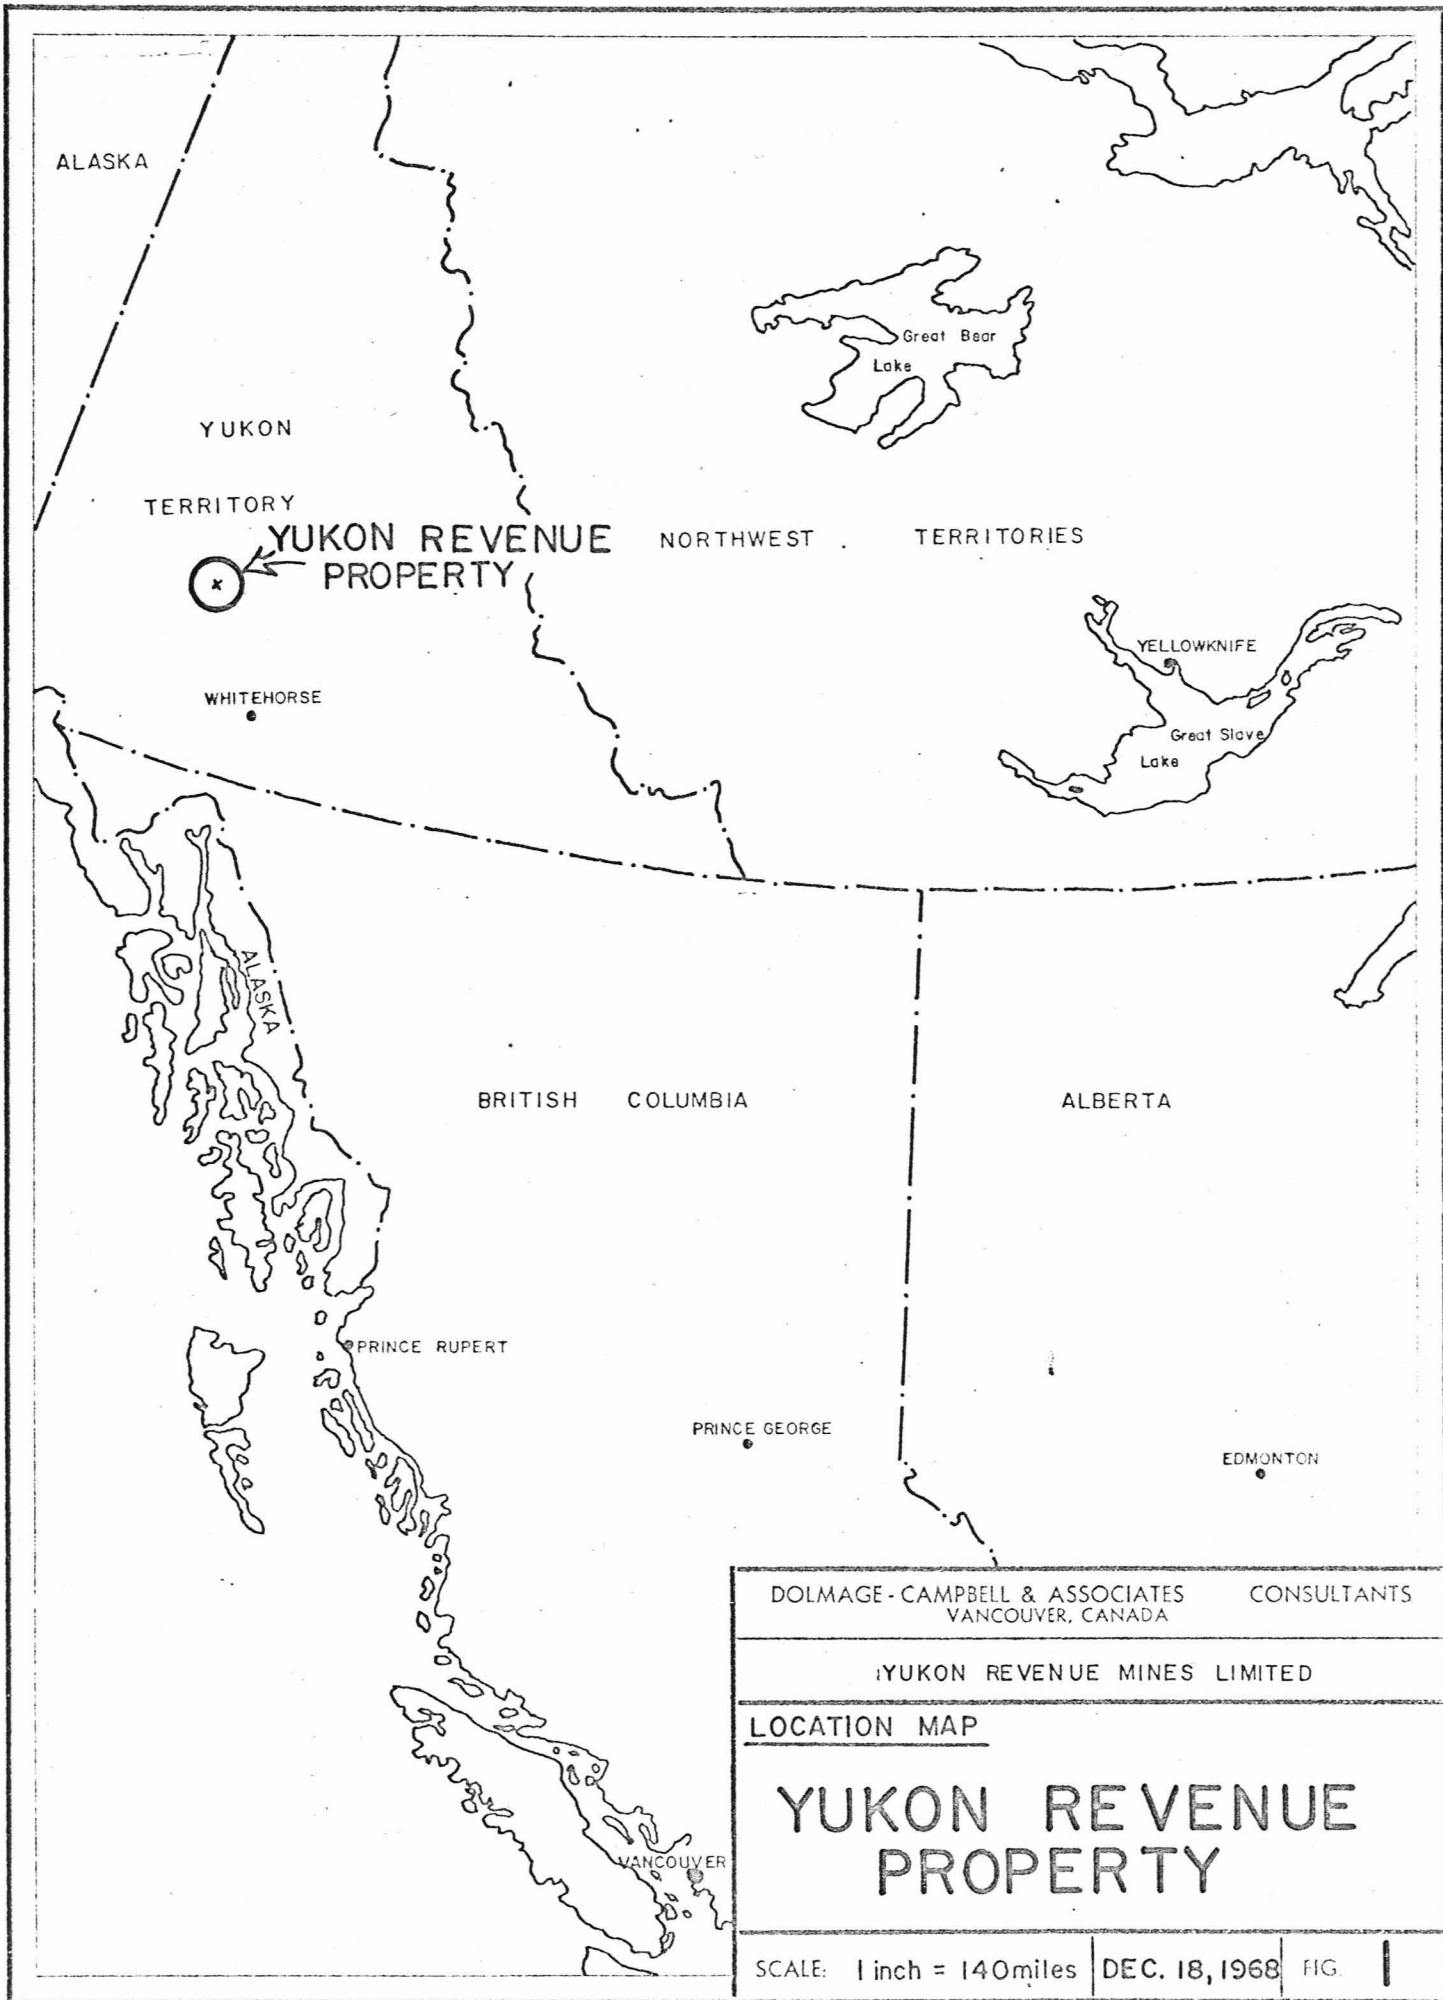 ALASKA
Great Bear
Lake
YUKON
TERRITORY
YUKON REVENUE
PROPERTY
NORTHWEST TERRITORIES
YELLOWKNIFE
WHITEHORSE
Great Slave
Lake
ALASKA
BRITISH COLUMBIA
ALBERTA
PRINCE RUPERT
PRINCE GEORGE
EDMONTON
VANCOUVER
DOLMAGE - CAMPBELL & ASSOCIATES CONSULTANTS
VANCOUVER, CANADA
YUKON REVENUE MINES LIMITED
LOCATION MAP
YUKON REVENUE
PROPERTY
SCALE: 1 inch = 140 miles DEC. 18, 1968 FIG. 1